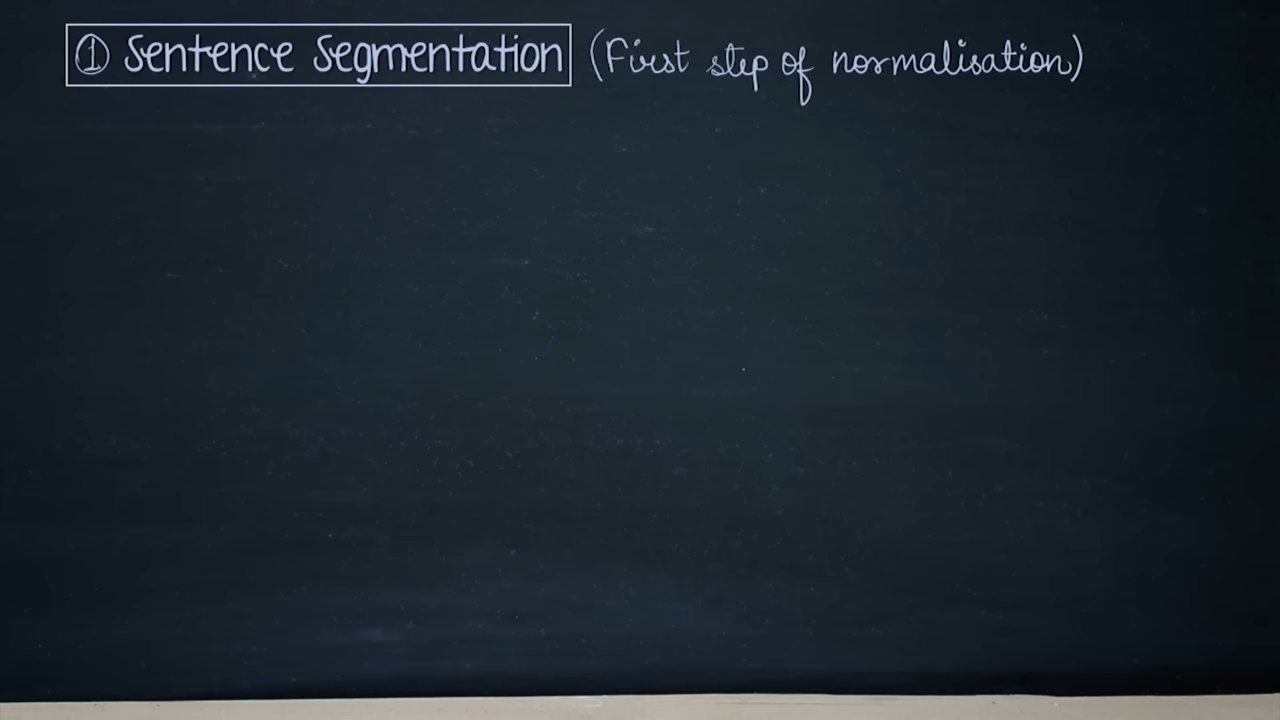 ① Sentence Segmentation (First step of normalisation)